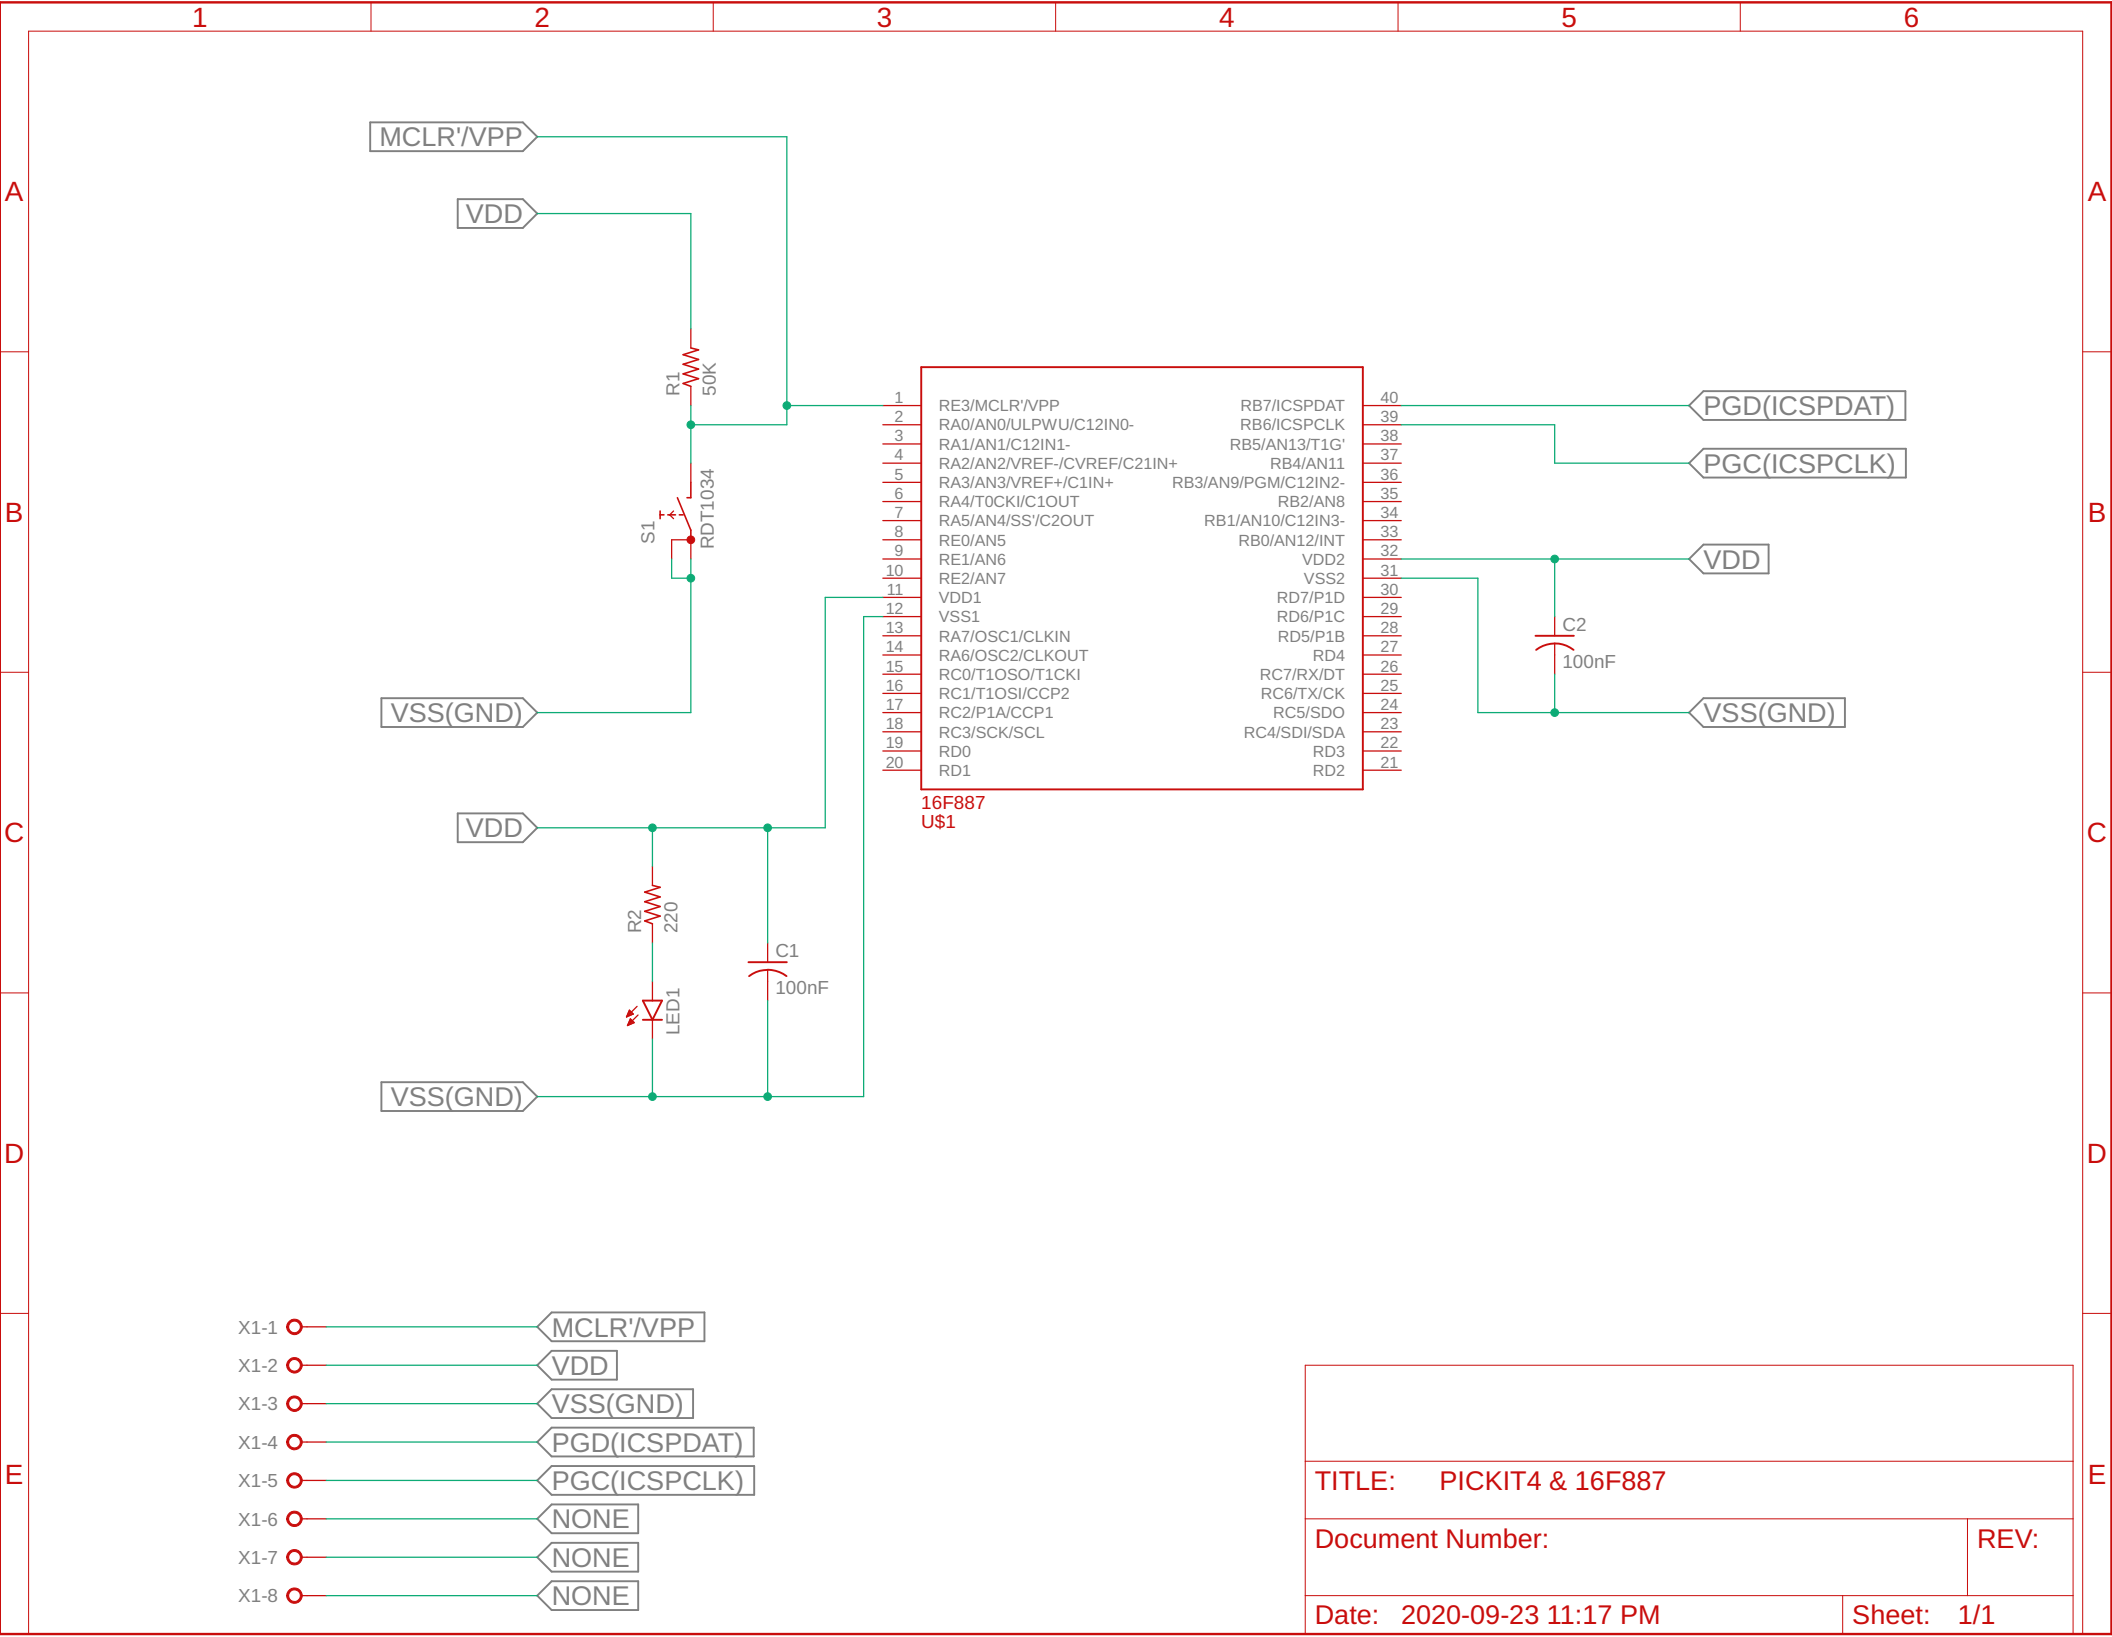 1 2 3 4 5 6
A A
B B
C C
D D
E E
MCLR'/VPP
VDD
R1
50K
S1
RDT1034
VSS(GND)
VDD
R2
220
C1
100nF
LED1
VSS(GND)
1 RE3/MCLR'/VPP
2 RA0/AN0/ULPWU/C12IN0-
3 RA1/AN1/C12IN1-
4 RA2/AN2/VREF-/CVREF/C21IN+
5 RA3/AN3/VREF+/C1IN+
6 RA4/T0CKI/C1OUT
7 RA5/AN4/SS'/C2OUT
8 RE0/AN5
9 RE1/AN6
10 RE2/AN7
11 VDD1
12 VSS1
13 RA7/OSC1/CLKIN
14 RA6/OSC2/CLKOUT
15 RC0/T1OSO/T1CKI
16 RC1/T1OSI/CCP2
17 RC2/P1A/CCP1
18 RC3/SCK/SCL
19 RD0
20 RD1
RB7/ICSPDAT 40
RB6/ICSPCLK 39
RB5/AN13/T1G' 38
RB4/AN11 37
RB3/AN9/PGM/C12IN2- 36
RB2/AN8 35
RB1/AN10/C12IN3- 34
RB0/AN12/INT 33
VDD2 32
VSS2 31
RD7/P1D 30
RD6/P1C 29
RD5/P1B 28
RD4 27
RC7/RX/DT 26
RC6/TX/CK 25
RC5/SDO 24
RC4/SDI/SDA 23
RD3 22
RD2 21
16F887
U$1
PGD(ICSPDAT)
PGC(ICSPCLK)
VDD
C2
100nF
VSS(GND)
X1-1 MCLR'/VPP
X1-2 VDD
X1-3 VSS(GND)
X1-4 PGD(ICSPDAT)
X1-5 PGC(ICSPCLK)
X1-6 NONE
X1-7 NONE
X1-8 NONE
TITLE: PICKIT4 & 16F887
Document Number: REV:
Date: 2020-09-23 11:17 PM Sheet: 1/1